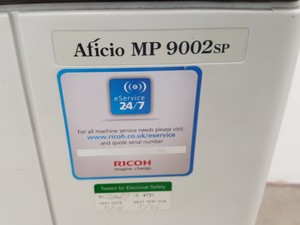 Aficio MP 9002SP
eService
24/7
For all machine service needs please visit:
www.ricoh.co.uk/eservice
and quote serial number
RICOH
imagine. change.
Tested for Electrical Safety